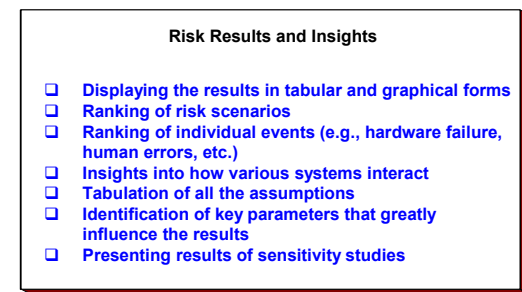 Risk Results and Insights
❑ Displaying the results in tabular and graphical forms
❑ Ranking of risk scenarios
❑ Ranking of individual events (e.g., hardware failure,
human errors, etc.)
❑ Insights into how various systems interact
❑ Tabulation of all the assumptions
❑ Identification of key parameters that greatly
influence the results
❑ Presenting results of sensitivity studies